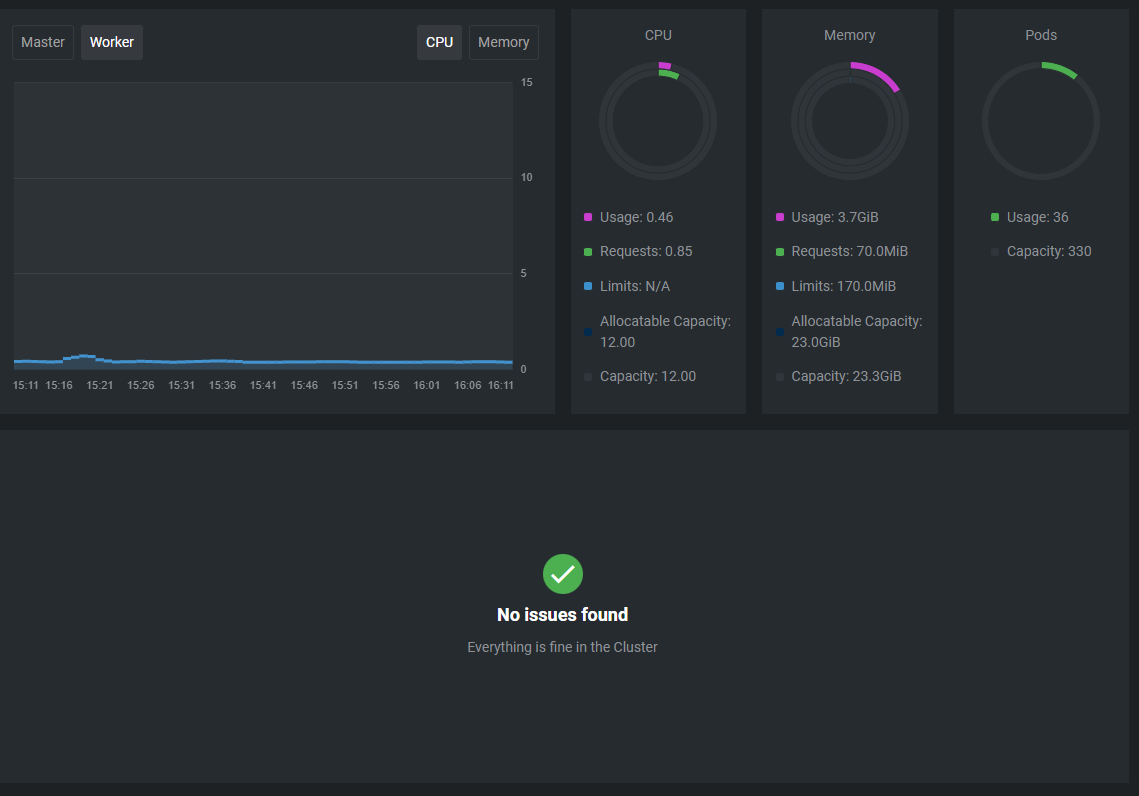 Master
Worker
CPU
Memory
15
10
5
0
15:11 15:16 15:21 15:26 15:31 15:36 15:41 15:46 15:51 15:56 16:01 16:06 16:11
CPU
Usage: 0.46
Requests: 0.85
Limits: N/A
Allocatable Capacity:
12.00
Capacity: 12.00
Memory
Usage: 3.7GiB
Requests: 70.0MiB
Limits: 170.0MiB
Allocatable Capacity:
23.0GiB
Capacity: 23.3GiB
Pods
Usage: 36
Capacity: 330
No issues found
Everything is fine in the Cluster